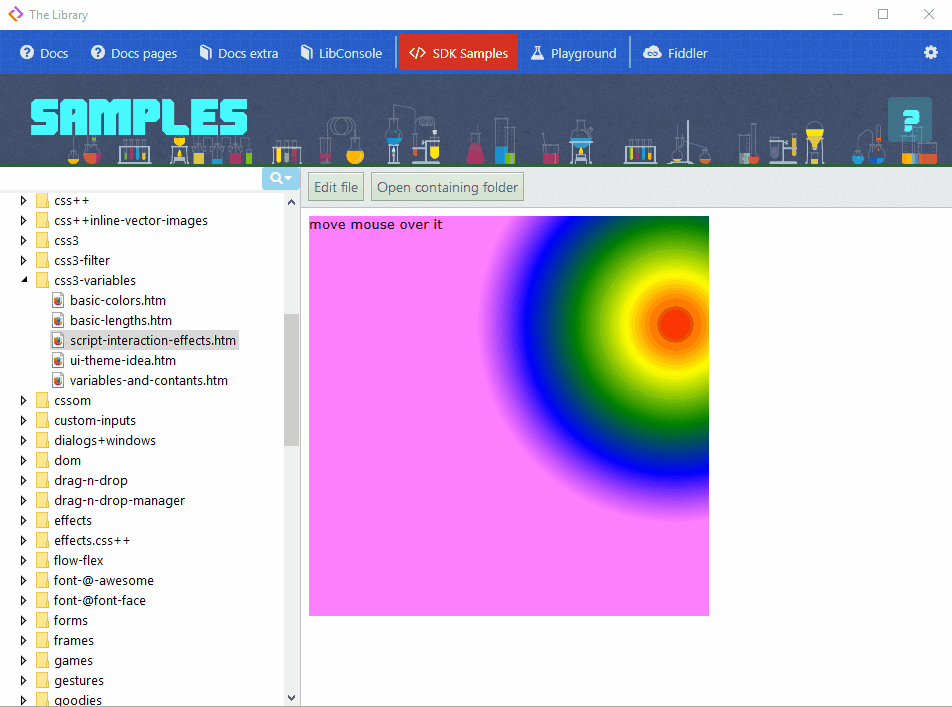 The Library
Docs
Docs pages
Docs extra
LibConsole
</> SDK Samples
Playground
Fiddler
SAMPLES
?
Edit file
Open containing folder
css++
css++inline-vector-images
css3
css3-filter
css3-variables
basic-colors.htm
basic-lengths.htm
script-interaction-effects.htm
ui-theme-idea.htm
variables-and-contants.htm
cssom
custom-inputs
dialogs+windows
dom
drag-n-drop
drag-n-drop-manager
effects
effects.css++
flow-flex
font-@-awesome
font-@font-face
forms
frames
games
gestures
goodies
move mouse over it